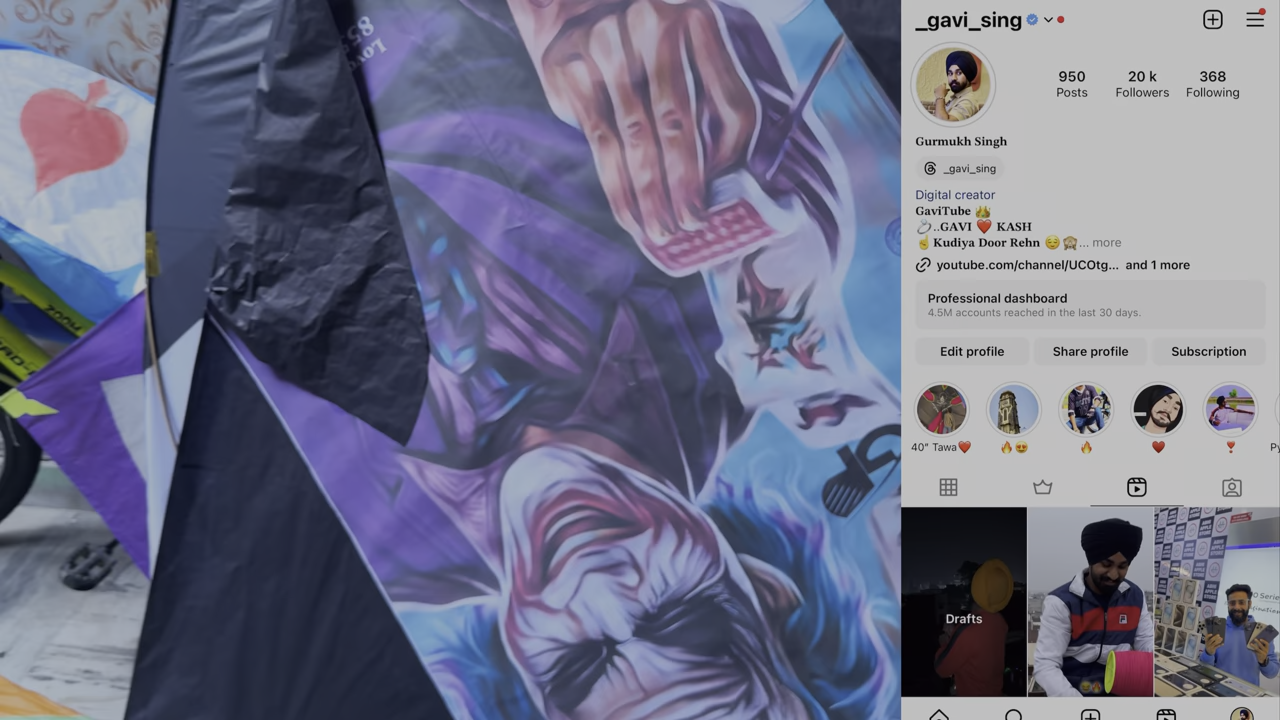 _gavi_sing
950
Posts
20 k
Followers
368
Following
Gurmukh Singh
_gavi_sing
Digital creator
GaviTube 👑
💍..GAVI ❤️ KASH
☝️Kudiya Door Rehn 😌🙈... more
youtube.com/channel/UCOtg... and 1 more
Professional dashboard
4.5M accounts reached in the last 30 days.
Edit profile
Share profile
Subscription
40" Tawa❤️
🔥😍
🔥
❤️
❣️
Drafts
85